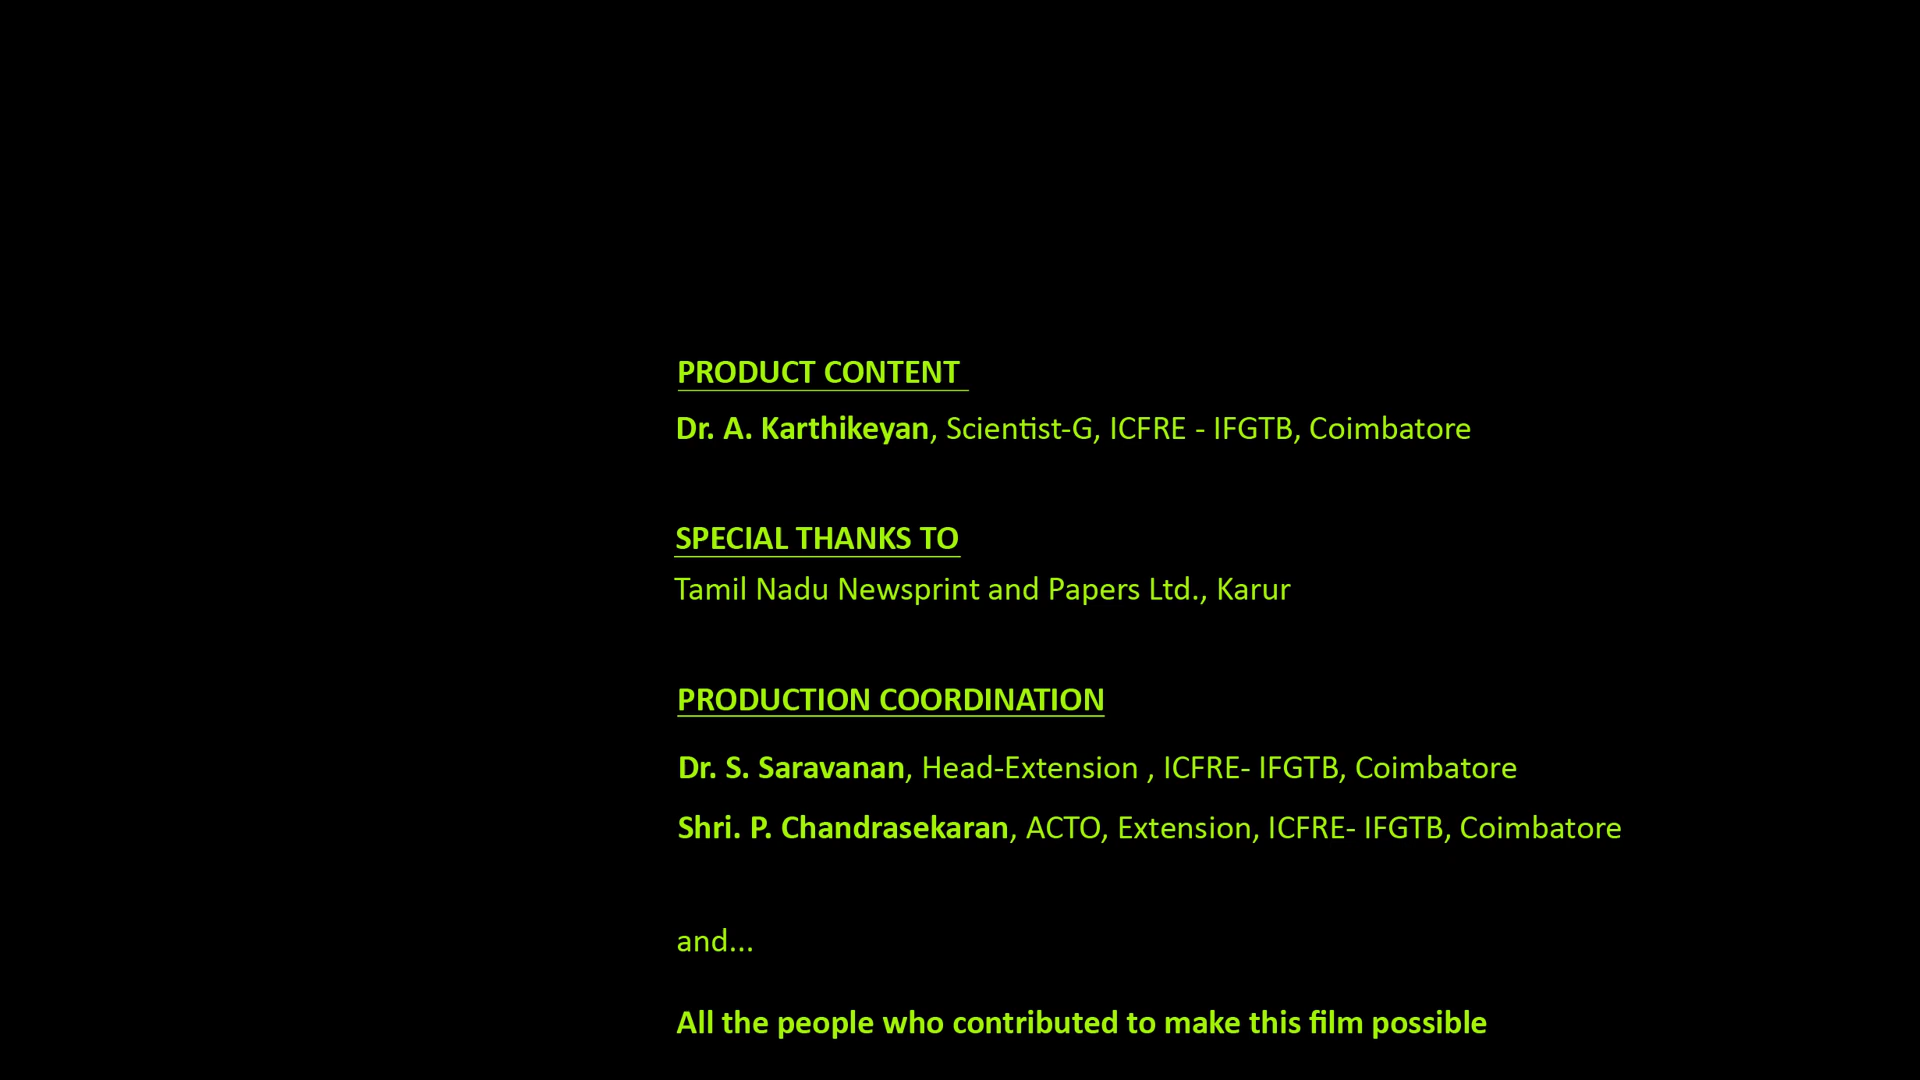 PRODUCT CONTENT
Dr. A. Karthikeyan, Scientist-G, ICFRE - IFGTB, Coimbatore
SPECIAL THANKS TO
Tamil Nadu Newsprint and Papers Ltd., Karur
PRODUCTION COORDINATION
Dr. S. Saravanan, Head-Extension , ICFRE- IFGTB, Coimbatore
Shri. P. Chandrasekaran, ACTO, Extension, ICFRE- IFGTB, Coimbatore
and...
All the people who contributed to make this film possible